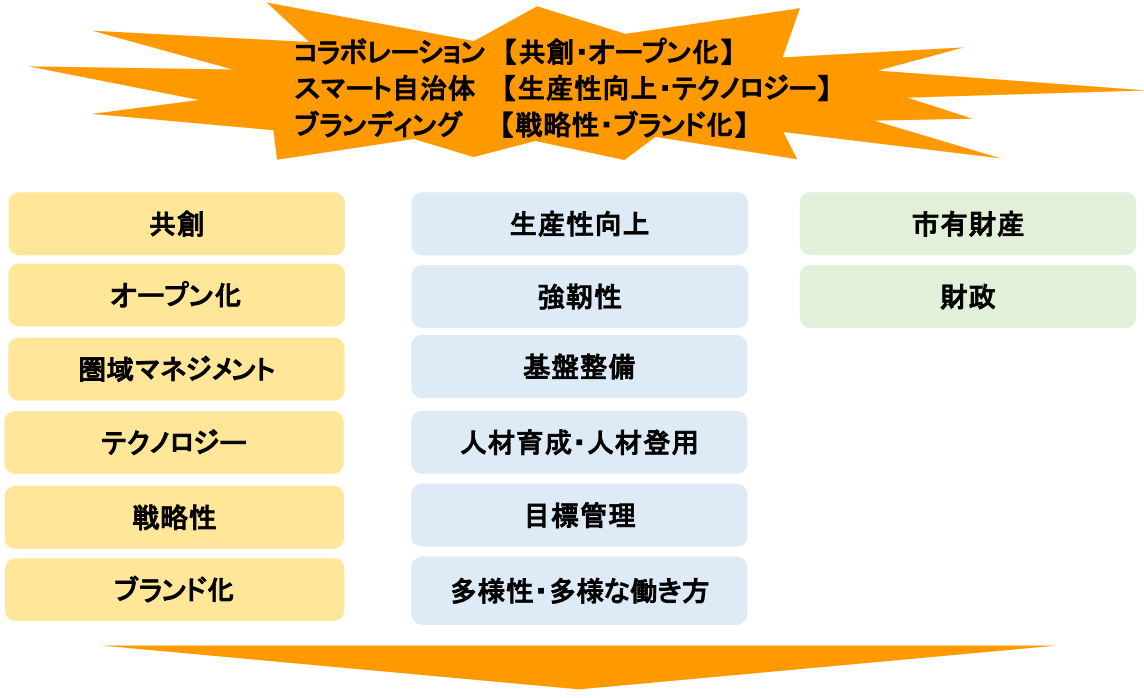 コラボレーション 【共創・オープン化】
スマート自治体 【生産性向上・テクノロジー】
ブランディング 【戦略性・ブランド化】
共創
オープン化
圏域マネジメント
テクノロジー
戦略性
ブランド化
生産性向上
強靭性
基盤整備
人材育成・人材登用
目標管理
多様性・多様な働き方
市有財産
財政